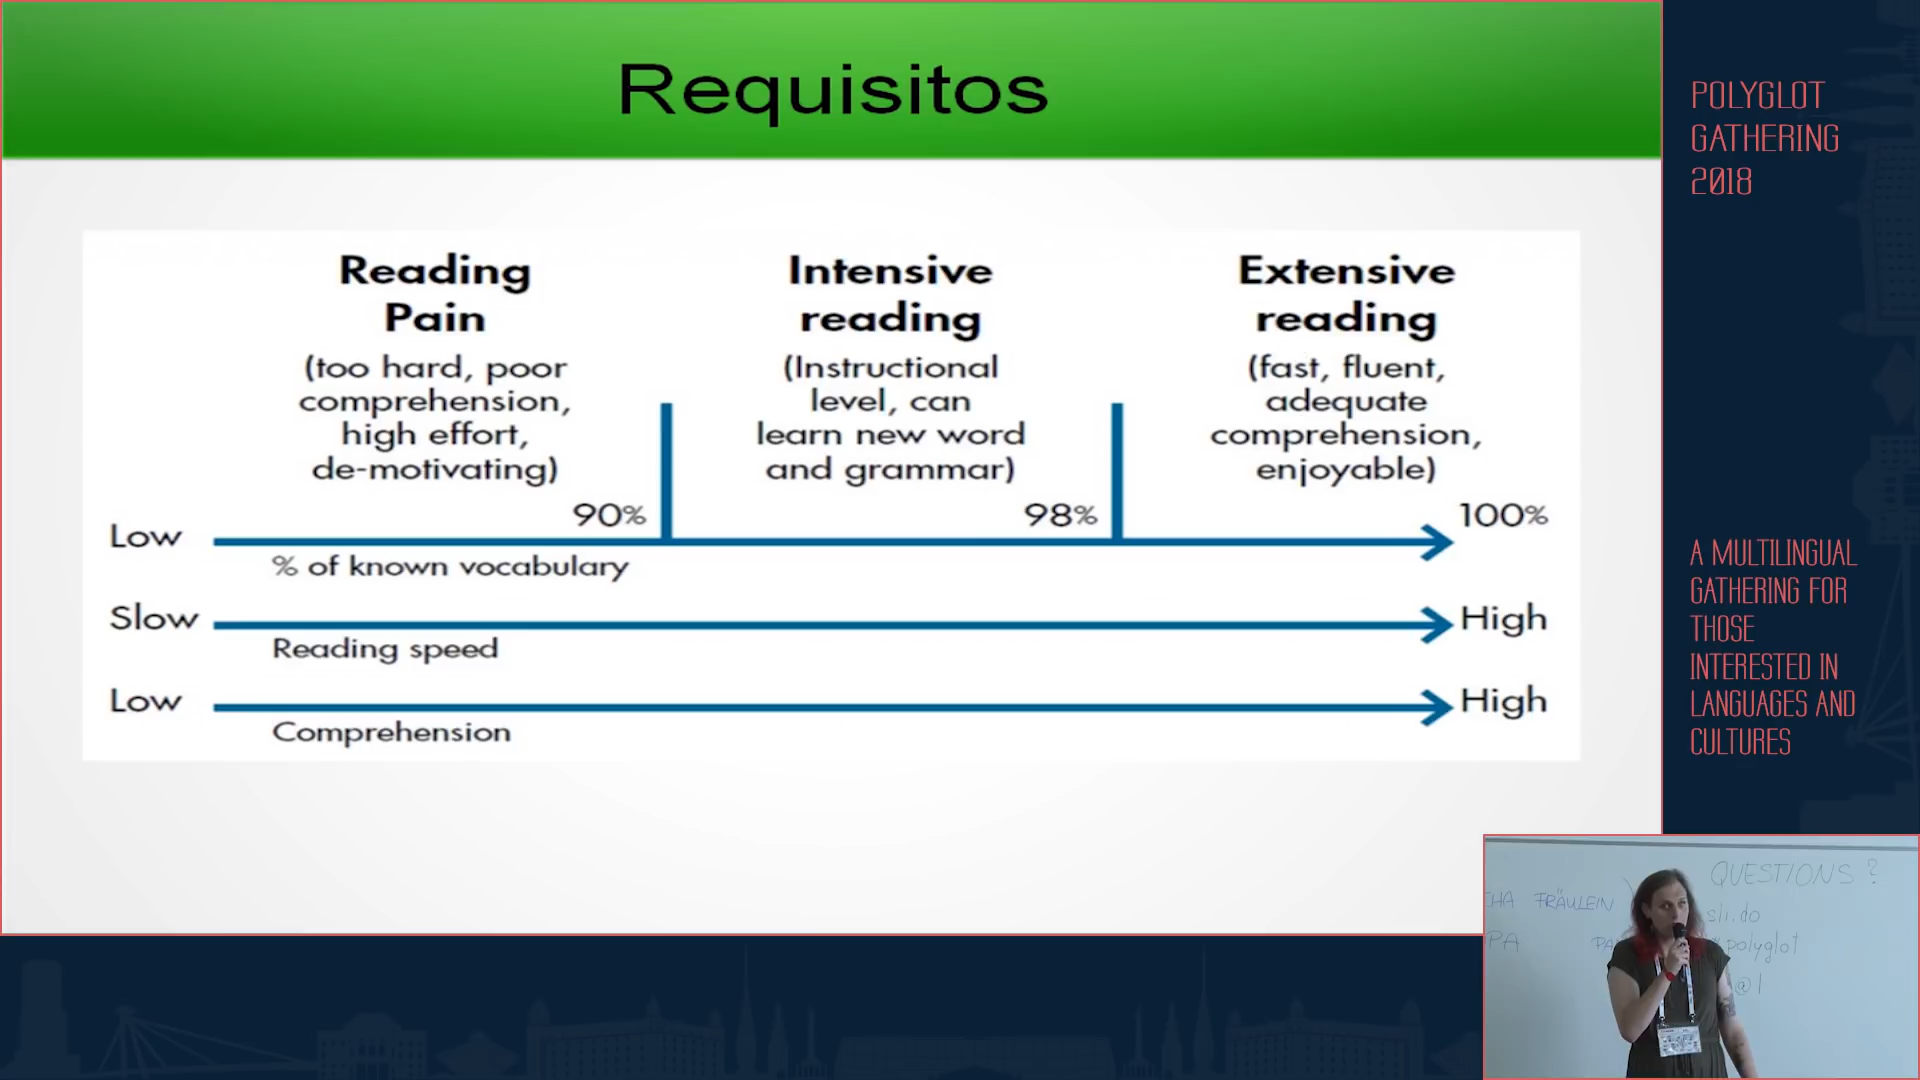 Requisitos
Reading
Pain
(too hard, poor
comprehension,
high effort,
de-motivating)
Intensive
reading
(Instructional
level, can
learn new word
and grammar)
Extensive
reading
(fast, fluent,
adequate
comprehension,
enjoyable)
90%
98%
100%
Low
% of known vocabulary
Slow
High
Reading speed
Low
High
Comprehension
POLYGLOT
GATHERING
2018
A MULTILINGUAL
GATHERING FOR
THOSE
INTERESTED IN
LANGUAGES AND
CULTURES
QUESTIONS ?
FRÄULEIN
sli.do
polyglot
@1